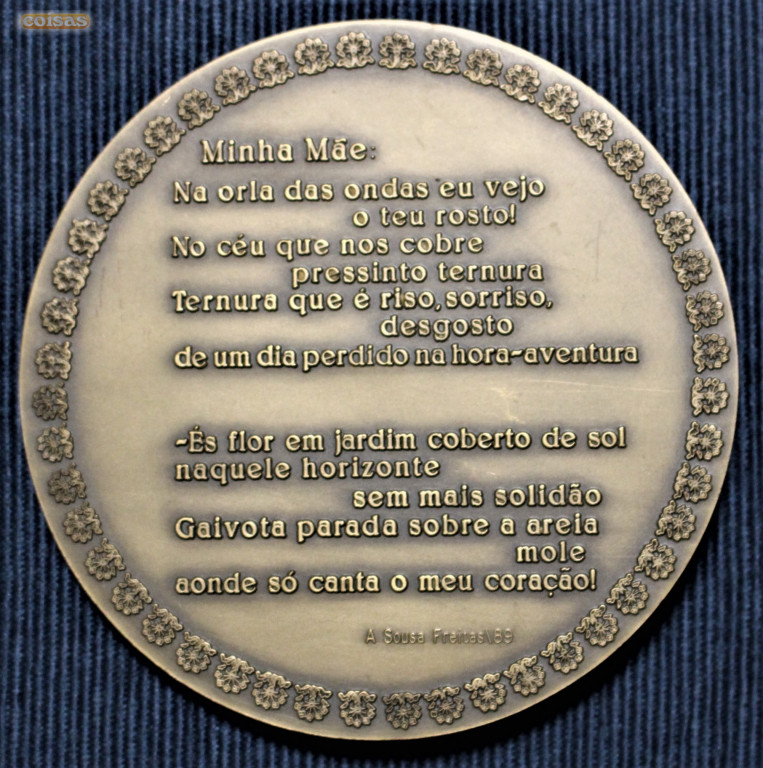 coisas
Minha Mãe:
Na orla das ondas eu vejo
o teu rosto!
No céu que nos cobre
pressinto ternura
Ternura que é riso, sorriso,
desgosto
de um dia perdido na hora-aventura
-És flor em jardim coberto de sol
naquele horizonte
sem mais solidão
Gaivota parada sobre a areia
mole
aonde só canta o meu coração!
A Sousa Freitas\89